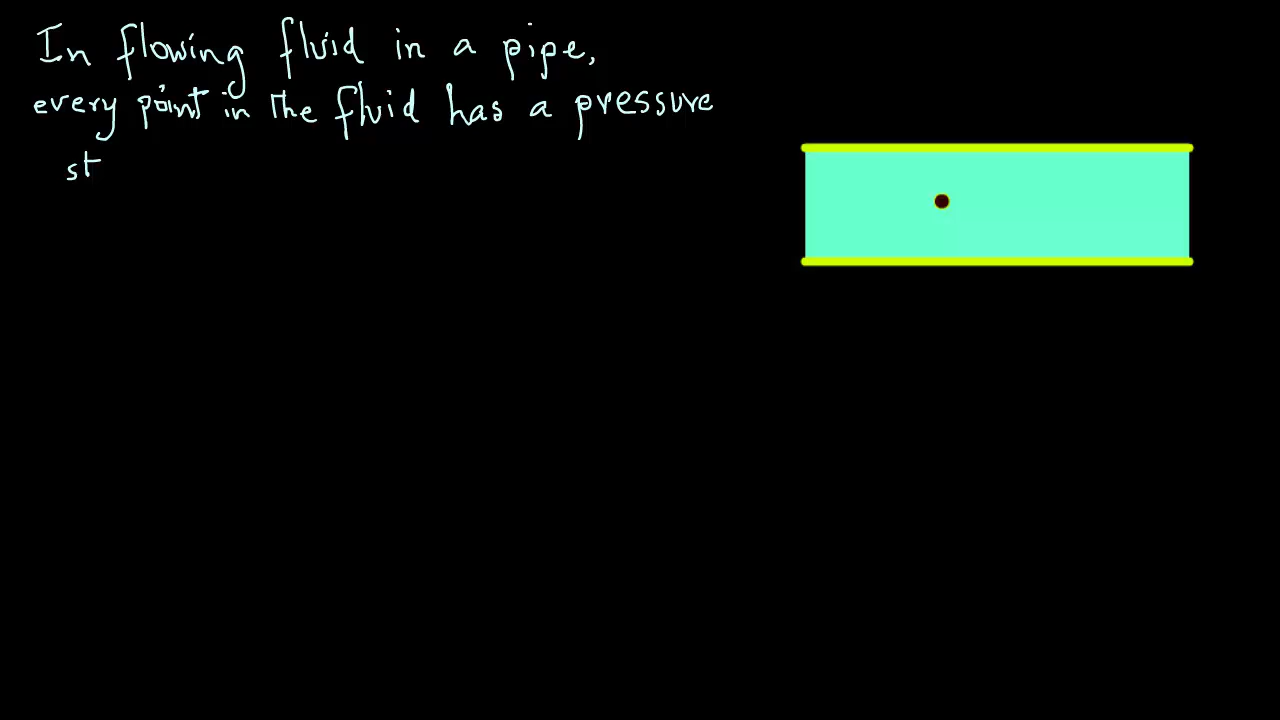 In flowing fluid in a pipe,
every point in the fluid has a pressure
st